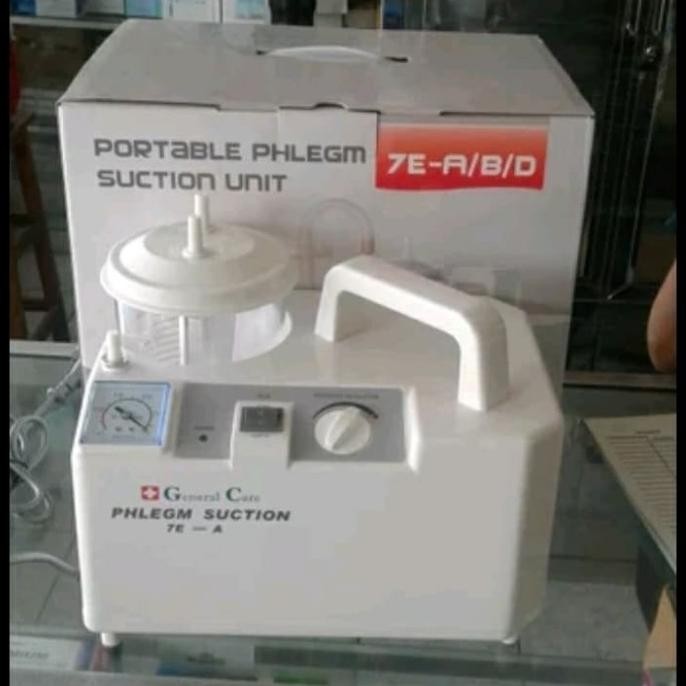 PORTABLE PHLEGM
SUCTION UNIT
7E-A/B/D
General Care
PHLEGM SUCTION
7E — A